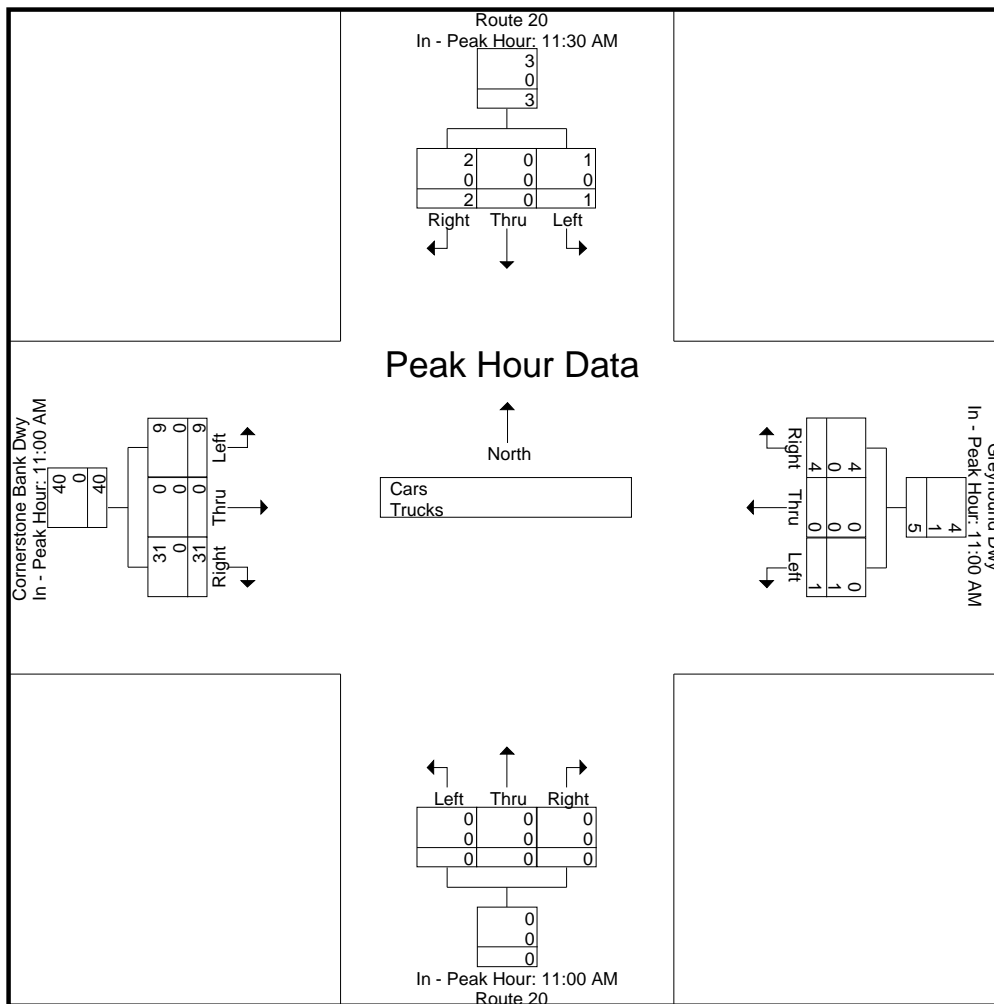 Route 20
In - Peak Hour: 11:30 AM
3
0
3
2 0 1
0 0 0
2 0 1
Right Thru Left
Peak Hour Data
North
Cars
Trucks
Cornerstone Bank Dwy
In - Peak Hour: 11:00 AM
40
0
40
9 0 9
0 0 0
31 0 31
Left
Thru
Right
Greyhound Dwy
In - Peak Hour: 11:00 AM
4
1
5
Right
Thru
Left
4 0 4
0 0 0
1 1 0
Left Thru Right
0 0 0
0 0 0
0 0 0
0
0
0
In - Peak Hour: 11:00 AM
Route 20